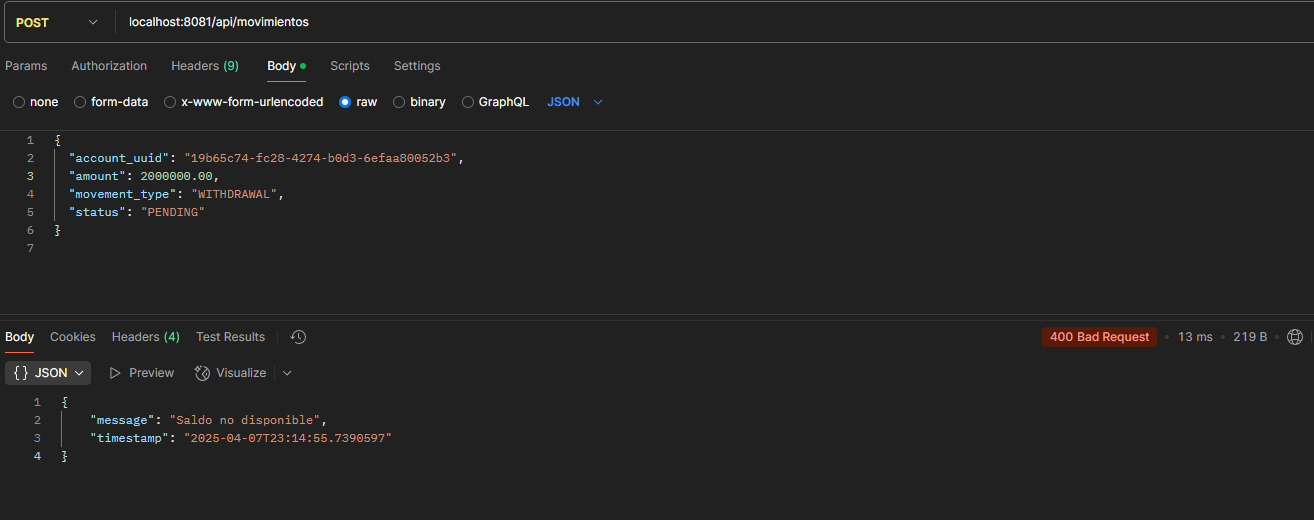 POST localhost:8081/api/movimientos
Params Authorization Headers (9) Body Scripts Settings
none form-data x-www-form-urlencoded raw binary GraphQL JSON
1 {
2 "account_uuid": "19b65c74-fc28-4274-b0d3-6efaa80052b3",
3 "amount": 2000000.00,
4 "movement_type": "WITHDRAWAL",
5 "status": "PENDING"
6 }
7
Body Cookies Headers (4) Test Results 400 Bad Request • 13 ms • 219 B •
{} JSON Preview Visualize
1 {
2 "message": "Saldo no disponible",
3 "timestamp": "2025-04-07T23:14:55.7390597"
4 }